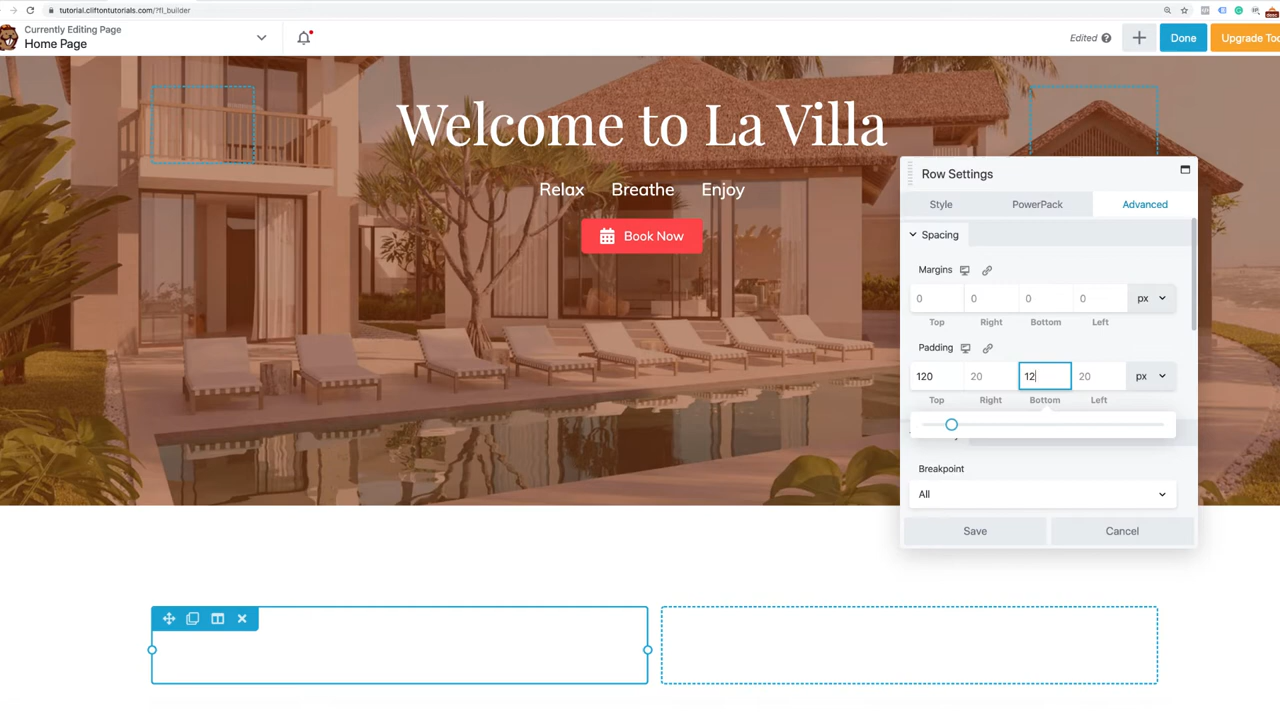 tutorial.cliftontutorials.com/?fl_builder
Currently Editing Page
Home Page
Edited
Done
Upgrade
Welcome to La Villa
Relax Breathe Enjoy
Book Now
Row Settings
Style PowerPack Advanced
Spacing
Margins
0 0 0 0 px
Top Right Bottom Left
Padding
120 20 12 20 px
Top Right Bottom Left
Breakpoint
All
Save Cancel